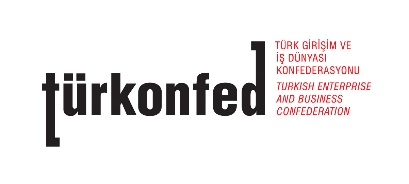 türkonfed
TÜRK GİRİŞİM VE
İŞ DÜNYASI
KONFEDERASYONU
TURKISH ENTERPRISE
AND BUSINESS
CONFEDERATION